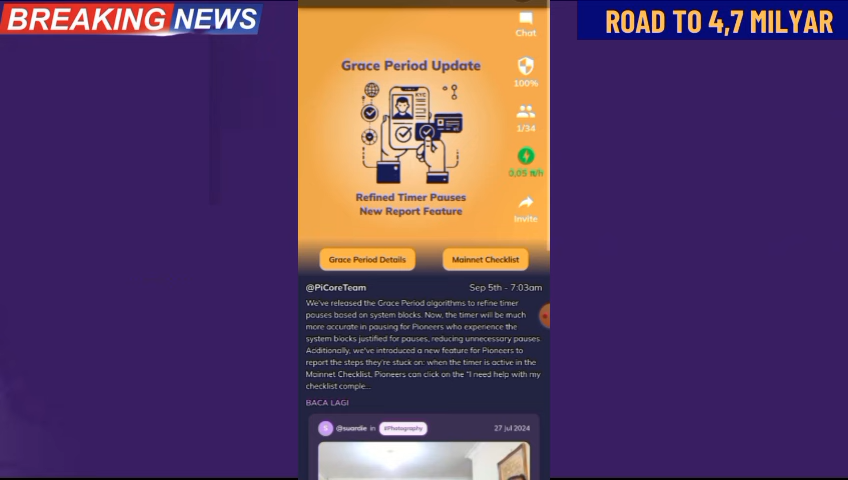 BREAKING NEWS
ROAD TO 4,7 MILYAR
Chat
Grace Period Update
100%
KYC
1/34
0,05 π/h
Refined Timer Pauses
New Report Feature
Invite
Grace Period Details
Mainnet Checklist
@PiCoreTeam
Sep 5th - 7:03am
We've released the Grace Period algorithms to refine timer
pauses based on system blocks. Now, the timer will be much
more accurate in pausing for Pioneers who experience the
system blocks justified for pauses, reducing unnecessary pauses.
Additionally, we've introduced a new feature for Pioneers to
report the steps they're stuck on: when the timer is active in the
Mainnet Checklist, Pioneers can click on the "I need help with my
checklist comple...
BACA LAGI
S
@suardie in
#Photography
27 Jul 2024